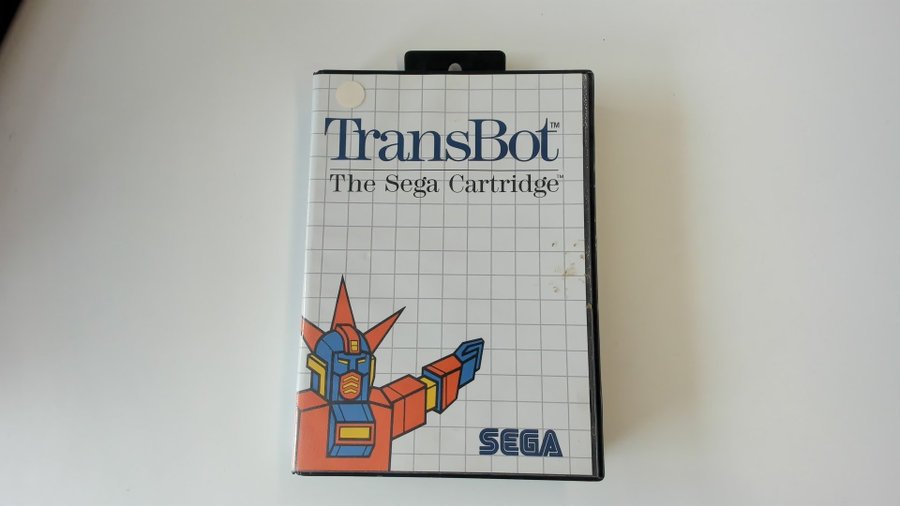 TransBot™
The Sega Cartridge™
SEGA